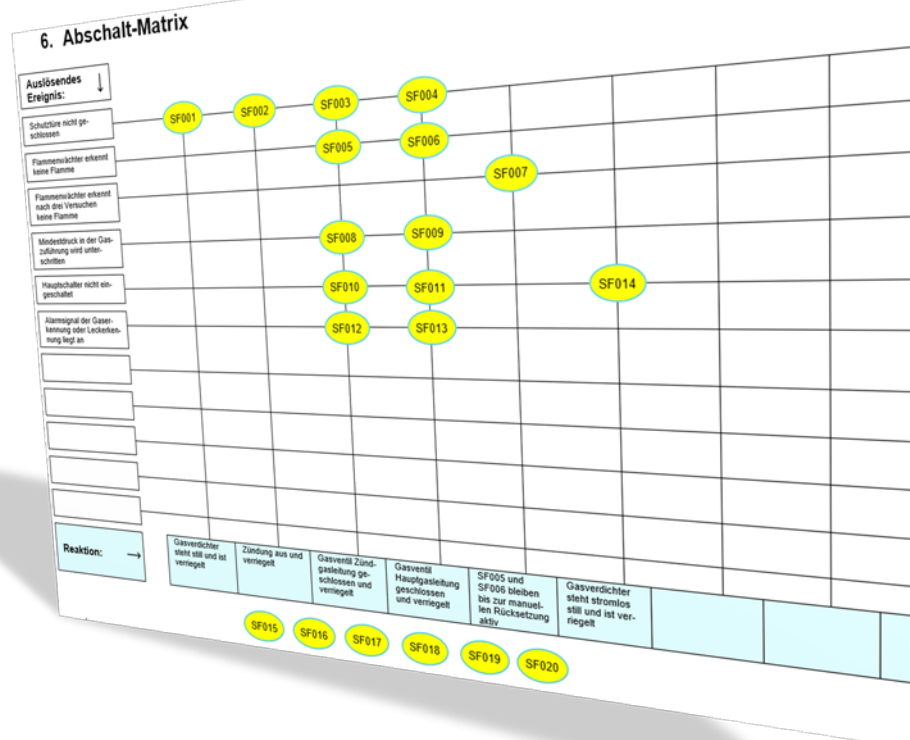 6. Abschalt-Matrix
Auslösendes
Ereignis: ↓
Schutztüre nicht ge-
schlossen
SF001
SF002
SF003
SF004
Flammenwächter erkennt
keine Flamme
SF005
SF006
Flammenwächter erkennt
nach drei Versuchen
keine Flamme
SF007
Mindestdruck in der Gas-
zuführung wird unter-
schritten
SF008
SF009
Hauptschalter nicht ein-
geschaltet
SF010
SF011
SF014
Alarmsignal der Gaser-
kennung oder Leckerken-
nung liegt an
SF012
SF013
Reaktion: →
Gasverdichter
steht still und ist
verriegelt
Zündung aus und
verriegelt
Gasventil Zünd-
gasleitung ge-
schlossen und
verriegelt
Gasventil
Hauptgasleitung
geschlossen
und verriegelt
SF005 und
SF006 bleiben
bis zur manuel-
len Rücksetzung
aktiv
Gasverdichter
steht stromlos
still und ist ver-
riegelt
SF015
SF016
SF017
SF018
SF019
SF020